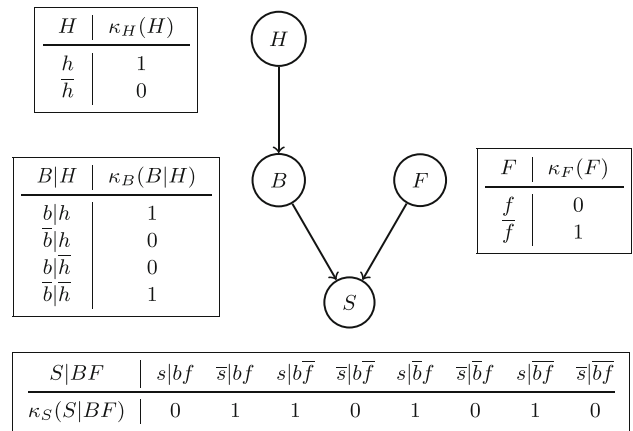 H | κ_H(H)
h | 1
h̅ | 0
H
B|H | κ_B(B|H)
b|h | 1
b̅|h | 0
b|h̅ | 0
b̅|h̅ | 1
B
F
F | κ_F(F)
f | 0
f̅ | 1
S
S|BF | s|bf s̅|bf s|bf̅ s̅|bf̅ s|b̅f s̅|b̅f s|b̅f̅ s̅|b̅f̅
κ_S(S|BF) | 0 1 1 0 1 0 1 0